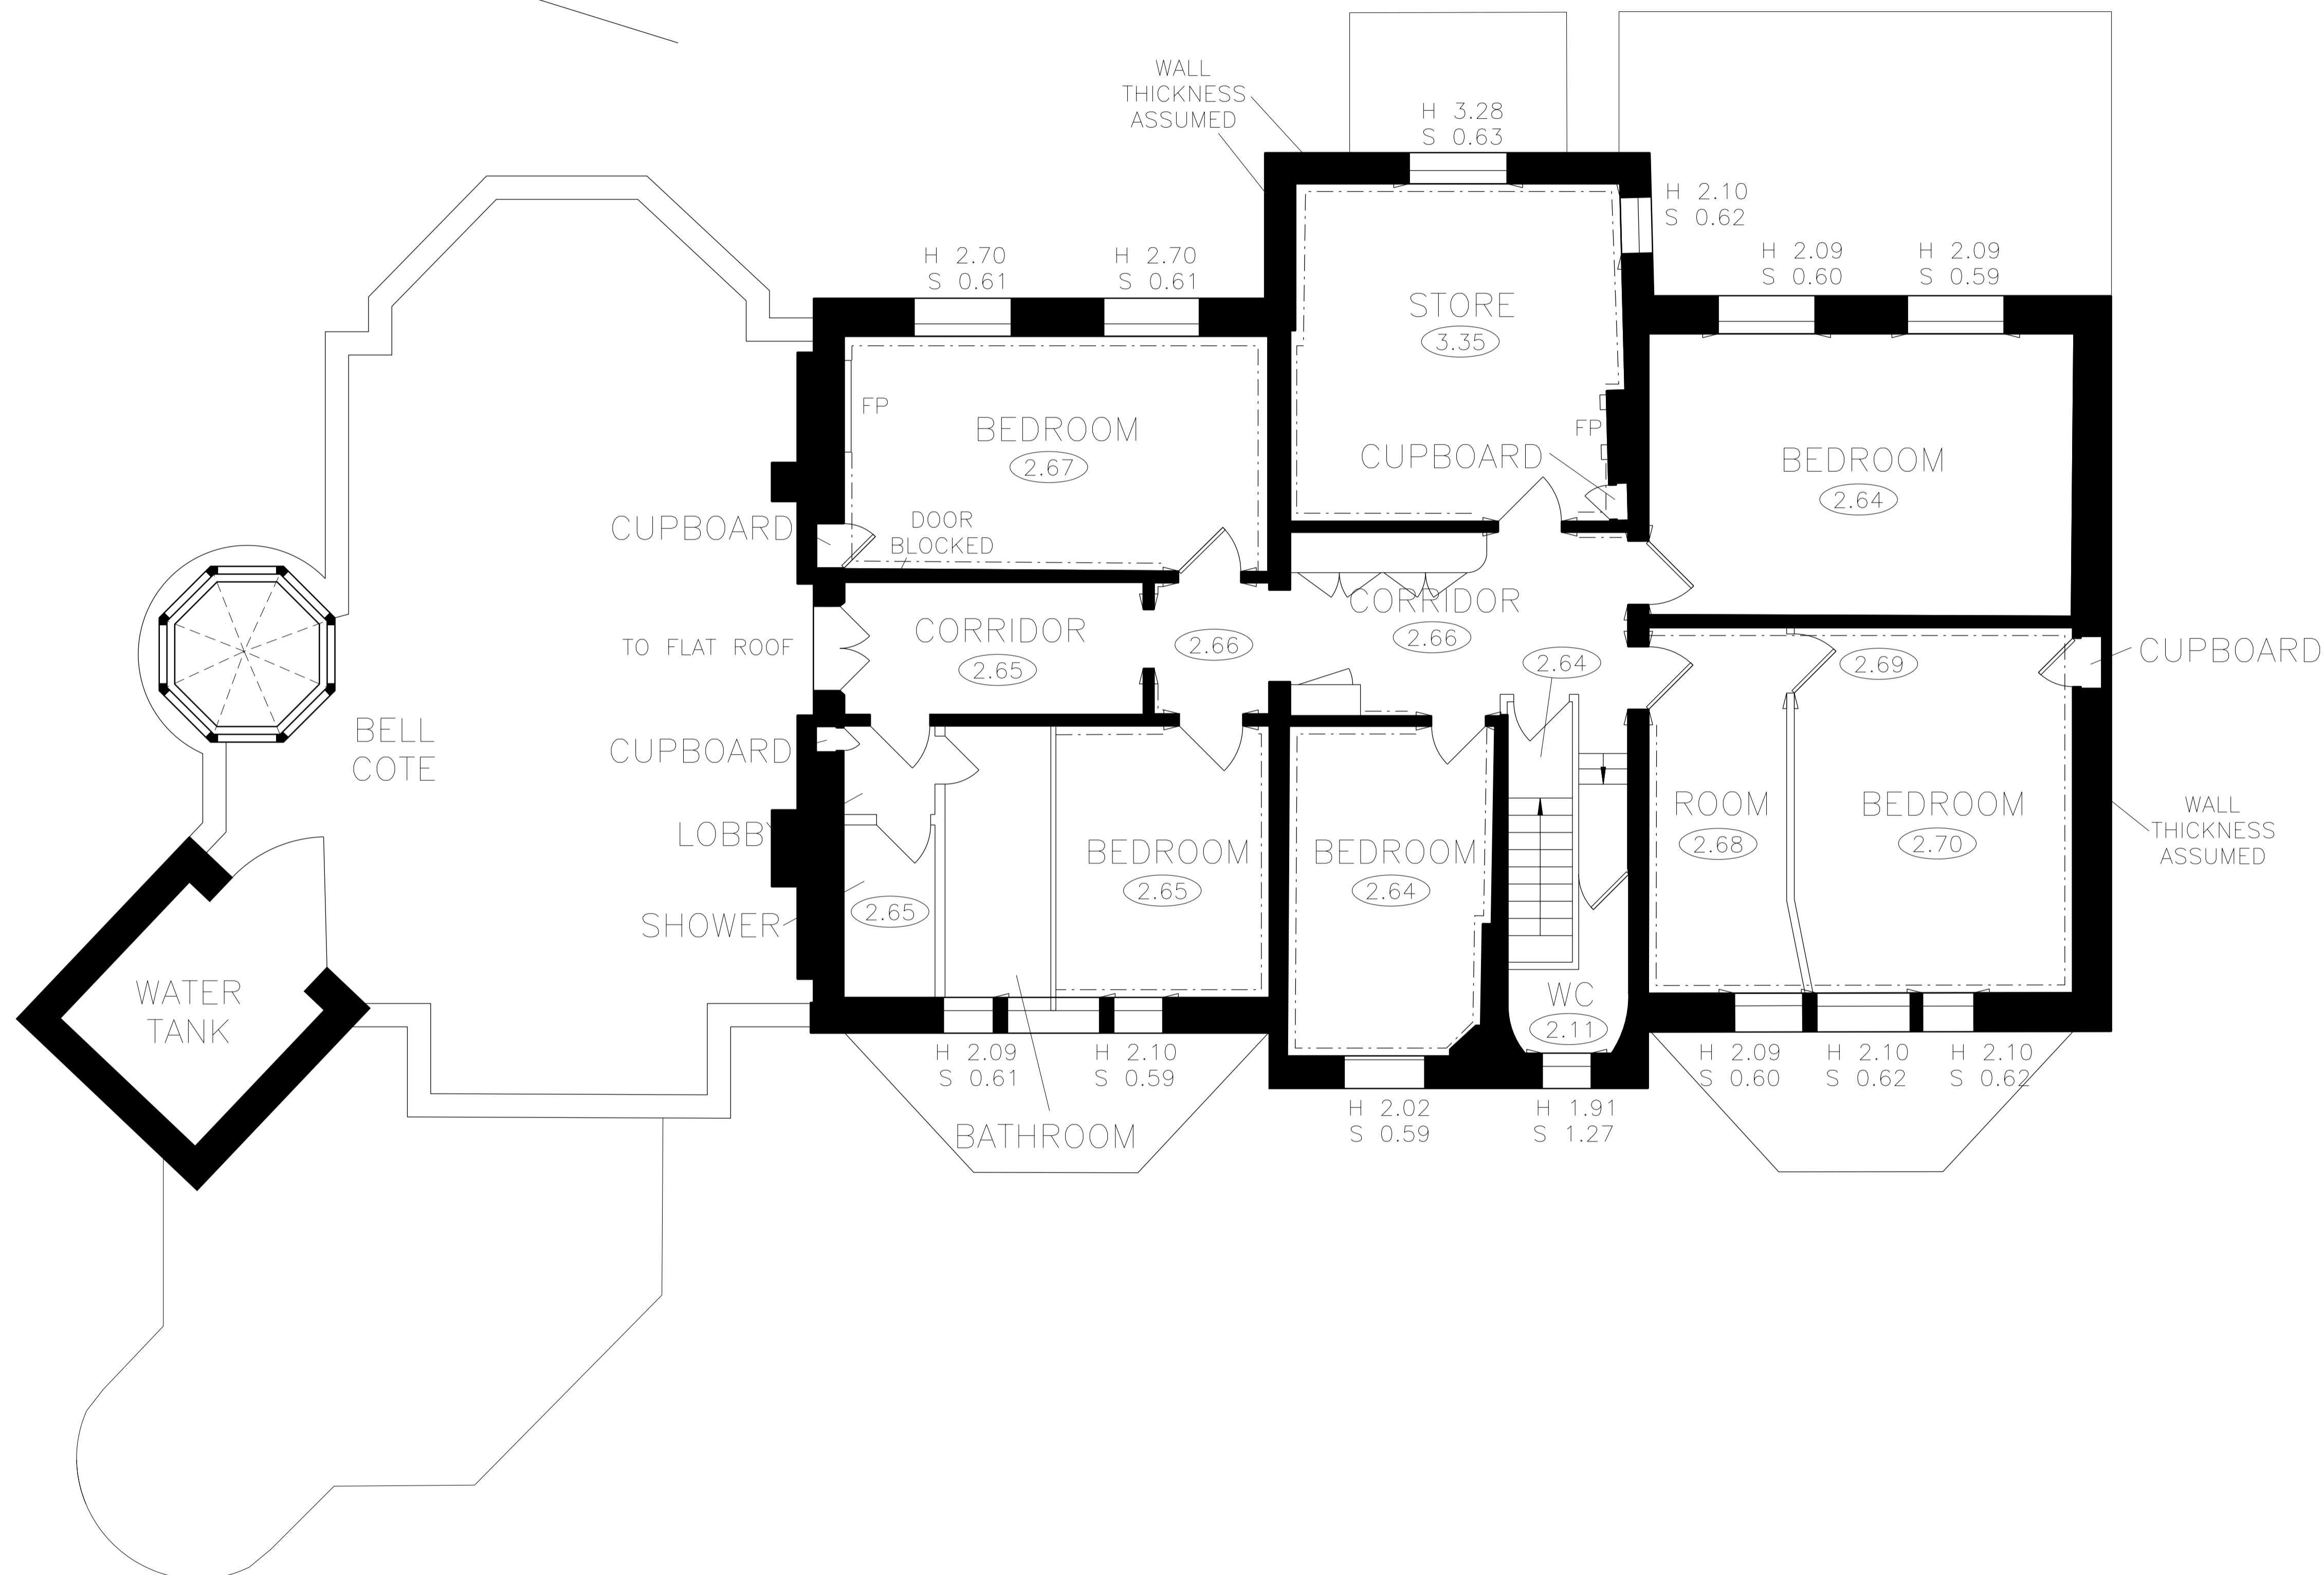 WALL
THICKNESS
ASSUMED
H 3.28
S 0.63
H 2.10
S 0.62
H 2.70
S 0.61
H 2.70
S 0.61
H 2.09
S 0.60
H 2.09
S 0.59
STORE
3.35
FP
BEDROOM
2.67
FP
CUPBOARD
BEDROOM
2.64
CUPBOARD
DOOR
BLOCKED
CORRIDOR
2.66
TO FLAT ROOF
CORRIDOR
2.65
2.66
2.64
2.69
CUPBOARD
BELL
COTE
CUPBOARD
LOBBY
BEDROOM
2.65
BEDROOM
2.64
ROOM
2.68
BEDROOM
2.70
WALL
THICKNESS
ASSUMED
SHOWER
2.65
WATER
TANK
WC
2.11
H 2.09
S 0.61
H 2.10
S 0.59
H 2.09
S 0.60
H 2.10
S 0.62
H 2.10
S 0.62
BATHROOM
H 2.02
S 0.59
H 1.91
S 1.27